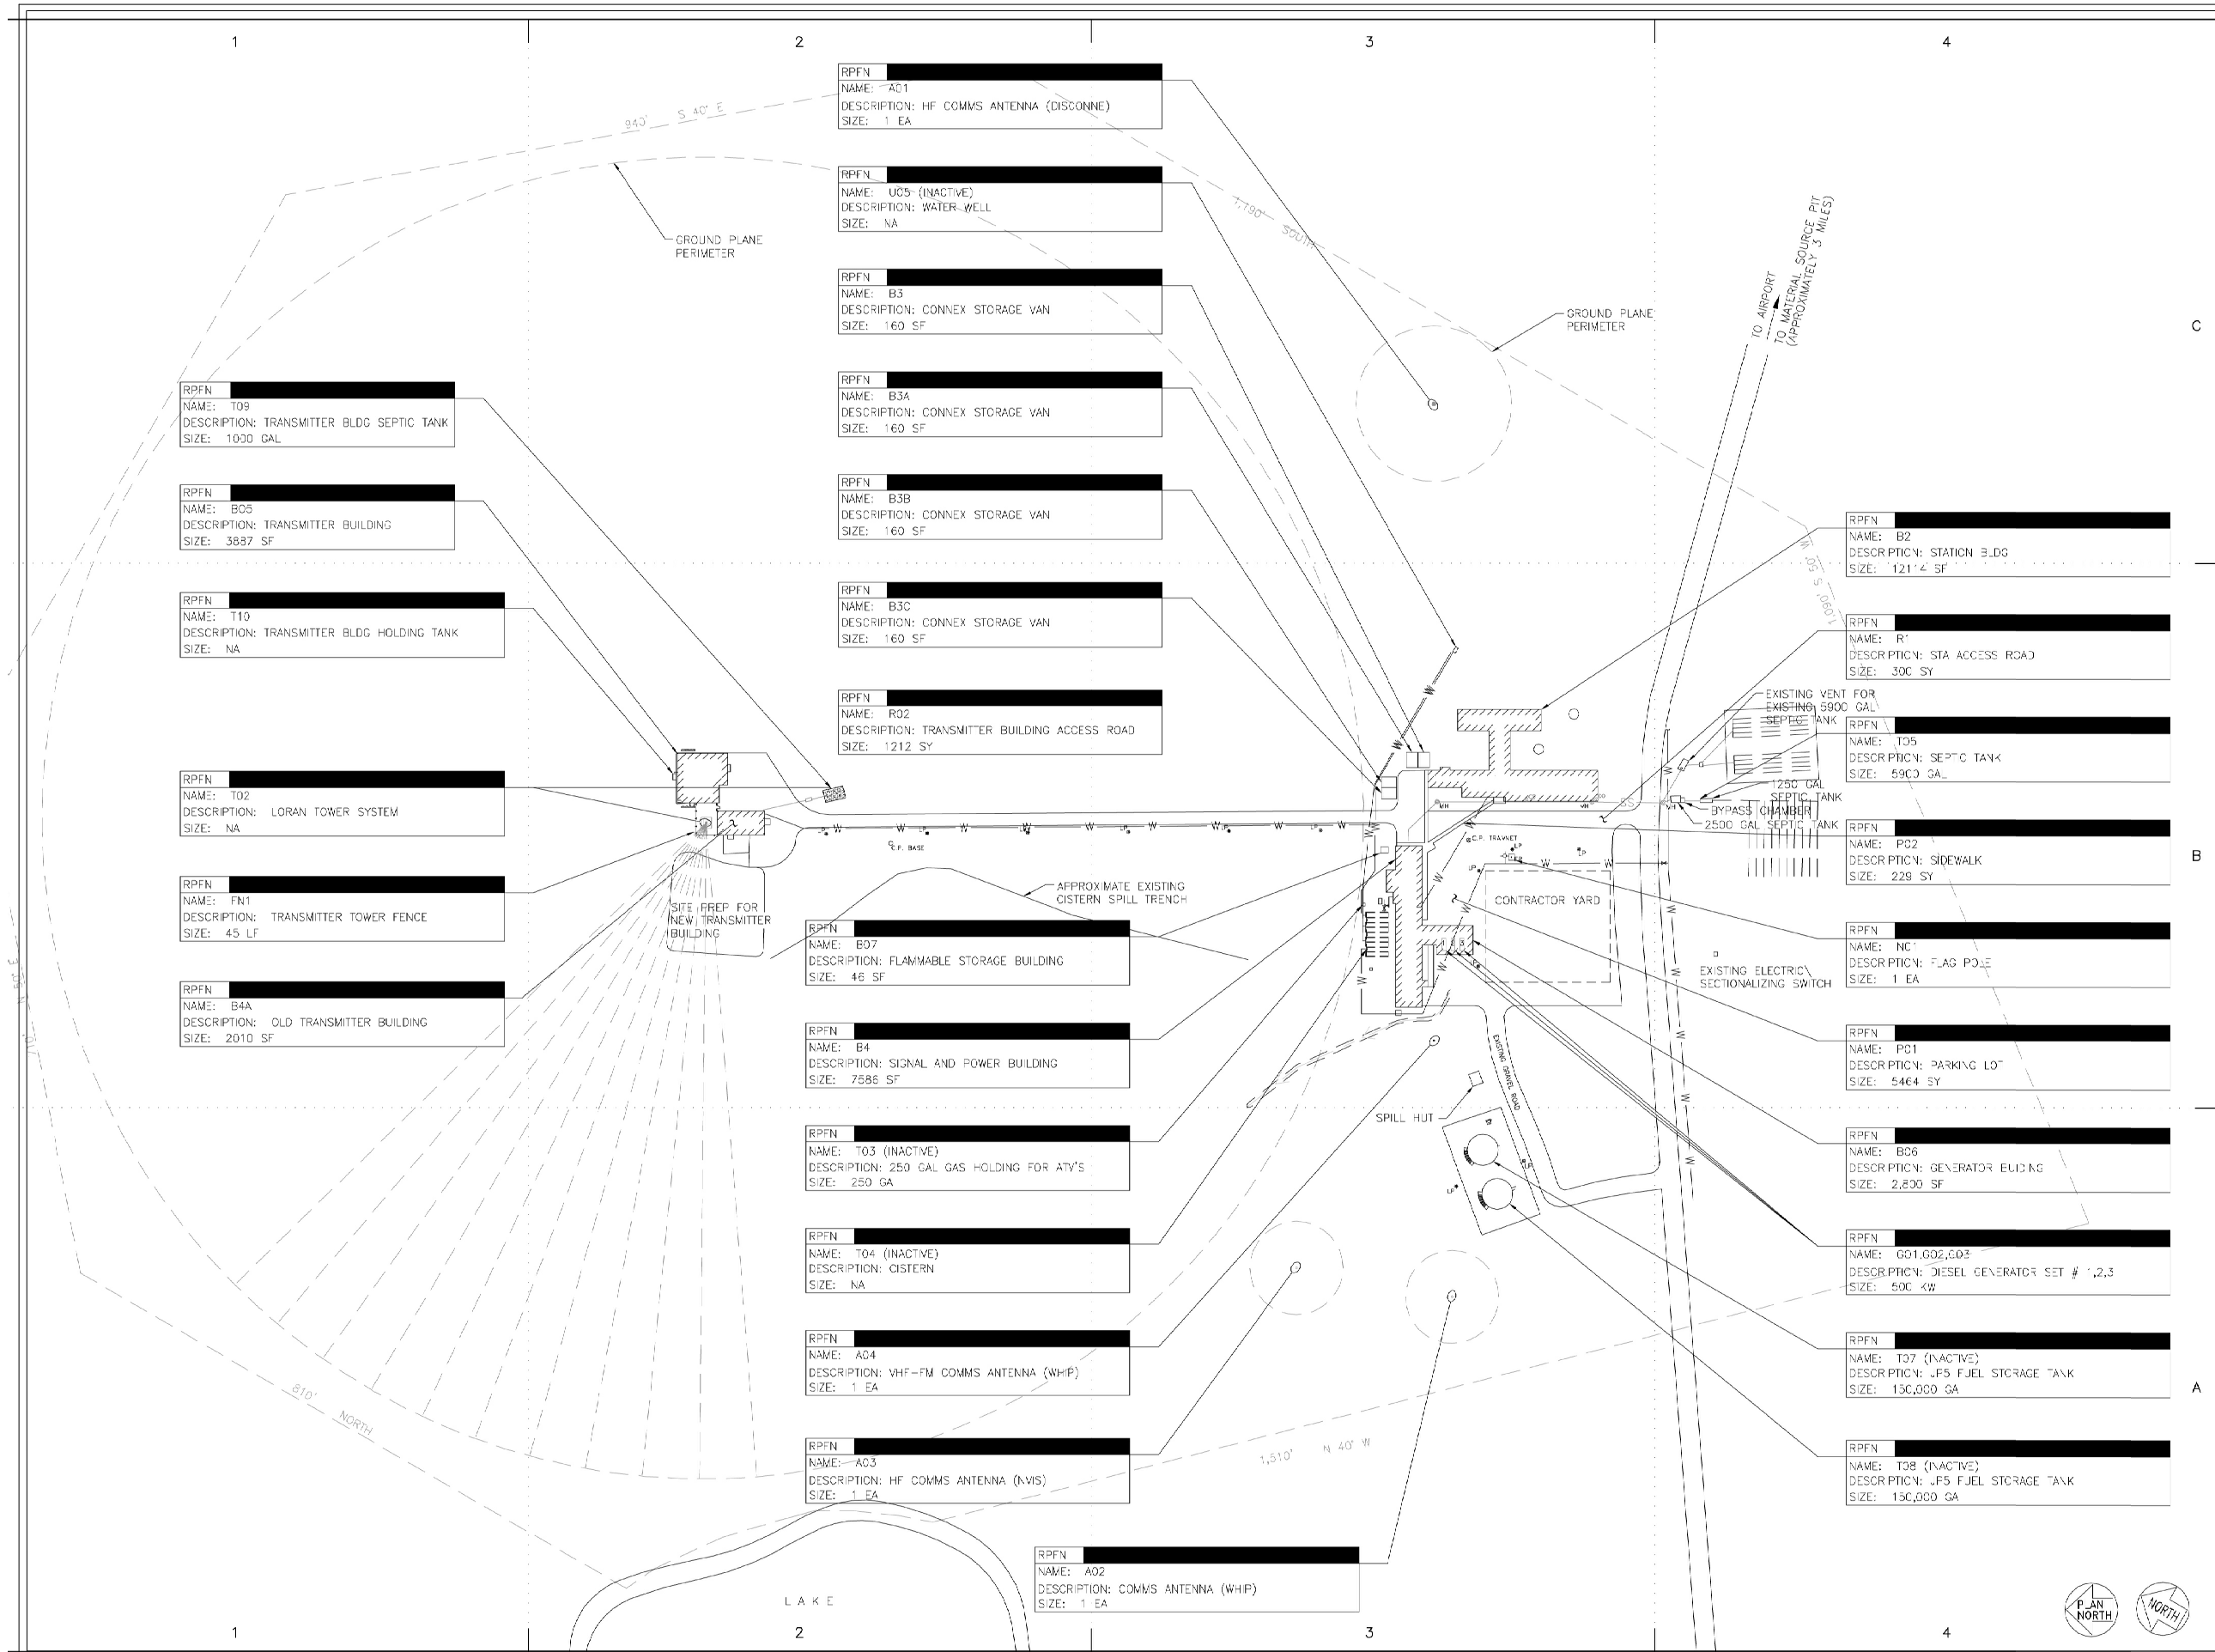 1
2
3
4
RPFN
NAME: A01
DESCRIPTION: HF COMMS ANTENNA (DISCONNE)
SIZE: 1 EA
940' S 40° E
RPFN
NAME: U05 (INACTIVE)
DESCRIPTION: WATER WELL
SIZE: NA
1,790' SOUTH
GROUND PLANE
PERIMETER
RPFN
NAME: B3
DESCRIPTION: CONNEX STORAGE VAN
SIZE: 160 SF
GROUND PLANE
PERIMETER
TO AIRPORT
TO MATERIAL SOURCE PIT
(APPROXIMATELY 3 MILES)
C
RPFN
NAME: B3A
DESCRIPTION: CONNEX STORAGE VAN
SIZE: 160 SF
RPFN
NAME: T09
DESCRIPTION: TRANSMITTER BLDG SEPTIC TANK
SIZE: 1000 GAL
RPFN
NAME: B3B
DESCRIPTION: CONNEX STORAGE VAN
SIZE: 160 SF
RPFN
NAME: B05
DESCRIPTION: TRANSMITTER BUILDING
SIZE: 3887 SF
RPFN
NAME: B2
DESCRIPTION: STATION BLDG
SIZE: 12114 SF
1,090' S 50° W
RPFN
NAME: B3C
DESCRIPTION: CONNEX STORAGE VAN
SIZE: 160 SF
RPFN
NAME: T10
DESCRIPTION: TRANSMITTER BLDG HOLDING TANK
SIZE: NA
RPFN
NAME: R1
DESCRIPTION: STA ACCESS ROAD
SIZE: 300 SY
RPFN
NAME: R02
DESCRIPTION: TRANSMITTER BUILDING ACCESS ROAD
SIZE: 1212 SY
EXISTING VENT FOR
EXISTING 5900 GAL
SEPTIC TANK
RPFN
NAME: T05
DESCRIPTION: SEPTIC TANK
SIZE: 5900 GAL
RPFN
NAME: T02
DESCRIPTION: LORAN TOWER SYSTEM
SIZE: NA
1250 GAL
SEPTIC TANK
BYPASS CHAMBER
2500 GAL SEPTIC TANK
MH
MH
MH
SS
RPFN
NAME: P02
DESCRIPTION: SIDEWALK
SIZE: 229 SY
B
C.P. BASE
C.P. TRAVNET
RPFN
NAME: FN1
DESCRIPTION: TRANSMITTER TOWER FENCE
SIZE: 45 LF
APPROXIMATE EXISTING
CISTERN SPILL TRENCH
SITE PREP FOR
NEW TRANSMITTER
BUILDING
CONTRACTOR YARD
RPFN
NAME: B07
DESCRIPTION: FLAMMABLE STORAGE BUILDING
SIZE: 46 SF
1 2 3
RPFN
NAME: N01
DESCRIPTION: FLAG POLE
SIZE: 1 EA
EXISTING ELECTRIC
SECTIONALIZING SWITCH
RPFN
NAME: B4A
DESCRIPTION: OLD TRANSMITTER BUILDING
SIZE: 2010 SF
RPFN
NAME: B4
DESCRIPTION: SIGNAL AND POWER BUILDING
SIZE: 7586 SF
RPFN
NAME: P01
DESCRIPTION: PARKING LOT
SIZE: 5464 SY
EXISTING GRAVEL ROAD
SPILL HUT
RPFN
NAME: T03 (INACTIVE)
DESCRIPTION: 250 GAL GAS HOLDING FOR ATV'S
SIZE: 250 GA
RPFN
NAME: B06
DESCRIPTION: GENERATOR BUIDING
SIZE: 2,800 SF
LP
LP
RPFN
NAME: T04 (INACTIVE)
DESCRIPTION: CISTERN
SIZE: NA
RPFN
NAME: G01,G02,G03
DESCRIPTION: DIESEL GENERATOR SET # 1,2,3
SIZE: 500 KW
RPFN
NAME: A04
DESCRIPTION: VHF-FM COMMS ANTENNA (WHIP)
SIZE: 1 EA
RPFN
NAME: T07 (INACTIVE)
DESCRIPTION: JP5 FUEL STORAGE TANK
SIZE: 150,000 GA
A
810' NORTH
RPFN
NAME: A03
DESCRIPTION: HF COMMS ANTENNA (NVIS)
SIZE: 1 EA
1,510' N 40° W
RPFN
NAME: T08 (INACTIVE)
DESCRIPTION: JP5 FUEL STORAGE TANK
SIZE: 150,000 GA
RPFN
NAME: A02
DESCRIPTION: COMMS ANTENNA (WHIP)
SIZE: 1 EA
LAKE
PLAN
NORTH
NORTH
1
2
3
4